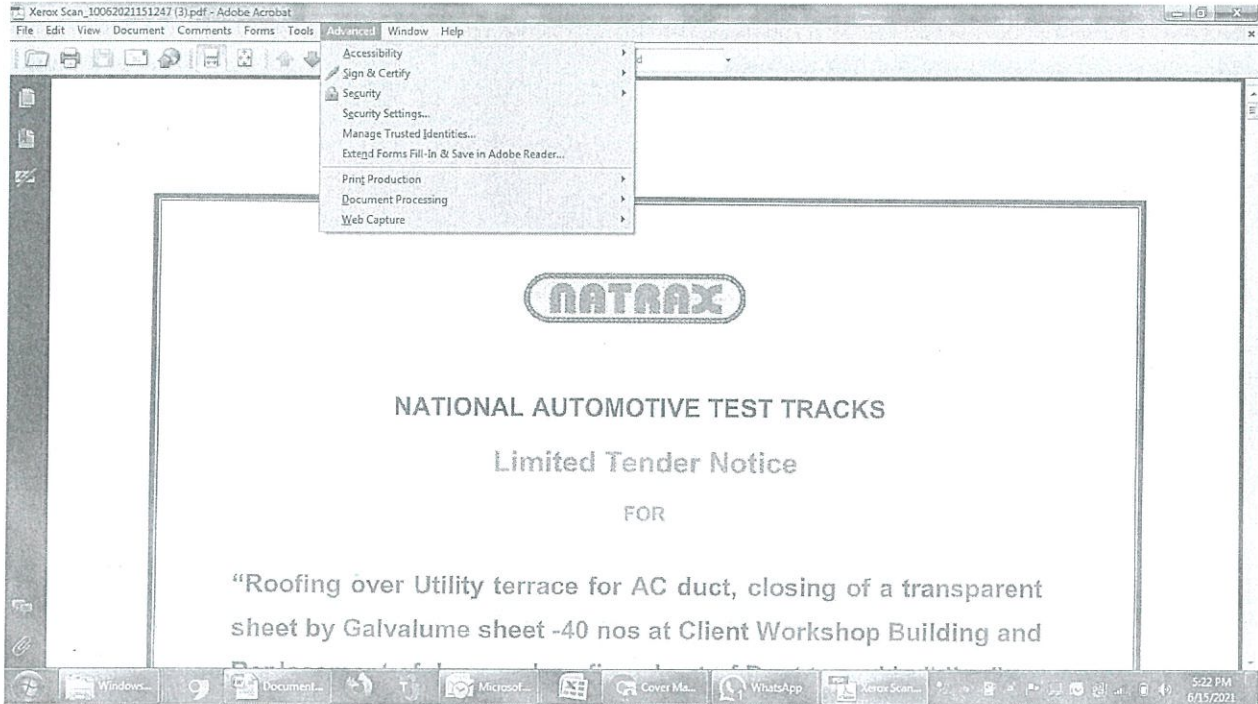 Xerox Scan_10062021151247 (3).pdf - Adobe Acrobat
File Edit View Document Comments Forms Tools Advanced Window Help
Accessibility
Sign & Certify
Security
Security Settings...
Manage Trusted Identities...
Extend Forms Fill-In & Save in Adobe Reader...
Print Production
Document Processing
Web Capture
NATRAX
NATIONAL AUTOMOTIVE TEST TRACKS
Limited Tender Notice
FOR
“Roofing over Utility terrace for AC duct, closing of a transparent
sheet by Galvalume sheet -40 nos at Client Workshop Building and
Windows... Document... Microsof... Cover Ma... WhatsApp Xerox Scan... 5:22 PM
6/15/2021